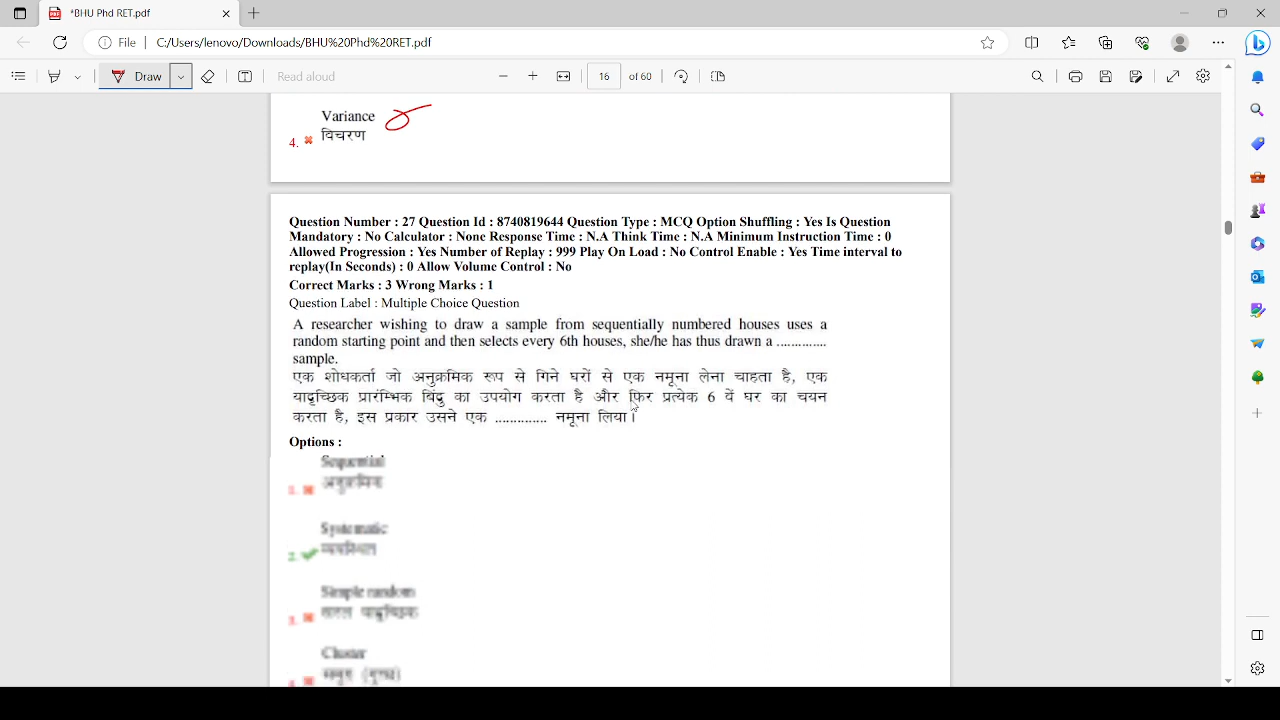 *BHU Phd RET.pdf
File C:/Users/lenovo/Downloads/BHU%20Phd%20RET.pdf
Draw Read aloud 16 of 60
Variance
विचरण
4.
Question Number : 27 Question Id : 8740819644 Question Type : MCQ Option Shuffling : Yes Is Question
Mandatory : No Calculator : None Response Time : N.A Think Time : N.A Minimum Instruction Time : 0
Allowed Progression : Yes Number of Replay : 999 Play On Load : No Control Enable : Yes Time interval to
replay(In Seconds) : 0 Allow Volume Control : No
Correct Marks : 3 Wrong Marks : 1
Question Label : Multiple Choice Question
A researcher wishing to draw a sample from sequentially numbered houses uses a
random starting point and then selects every 6th houses, she/he has thus drawn a .............
sample.
एक शोधकर्ता जो अनुक्रमिक रूप से गिने घरों से एक नमूना लेना चाहता है, एक
यादृच्छिक प्रारंम्भिक बिंदु का उपयोग करता है और फिर प्रत्येक 6 वें घर का चयन
करता है, इस प्रकार उसने एक .............. नमूना लिया।
Options :
Sequential
अनुक्रमिक
1.
Systematic
व्यवस्थित
2.
Simple random
सरल यादृच्छिक
3.
Cluster